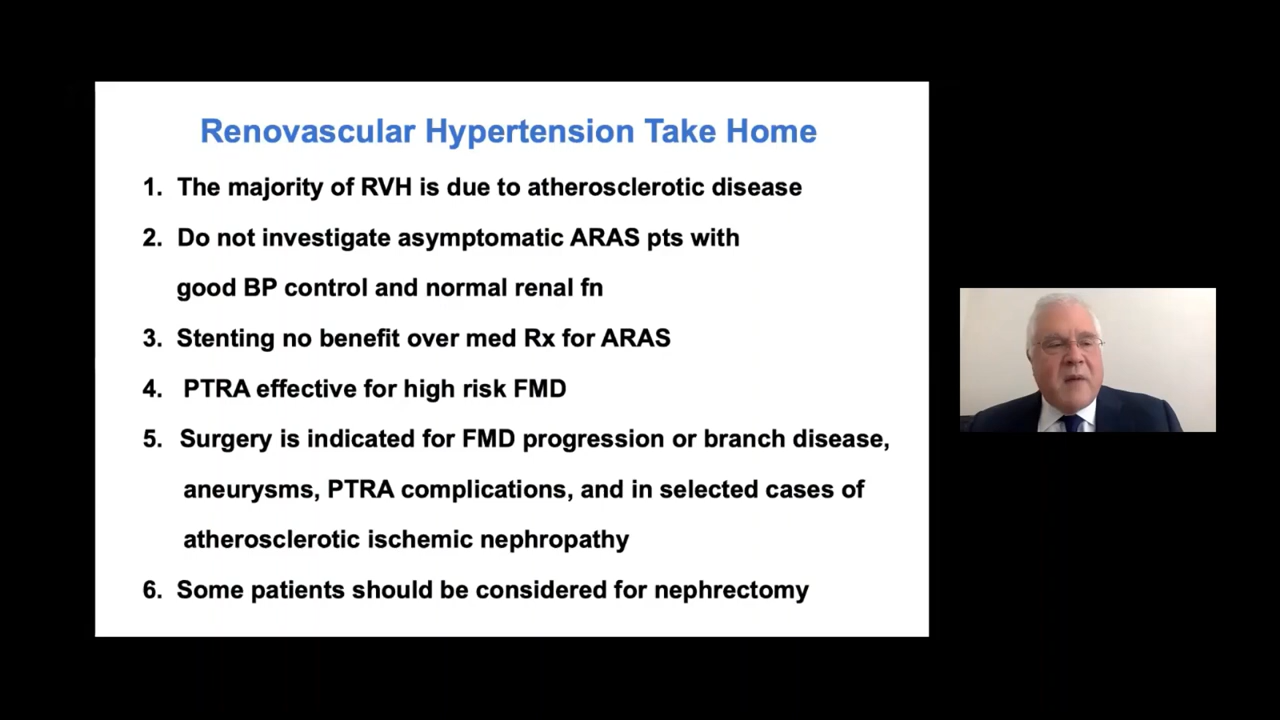 Renovascular Hypertension Take Home
1. The majority of RVH is due to atherosclerotic disease
2. Do not investigate asymptomatic ARAS pts with
good BP control and normal renal fn
3. Stenting no benefit over med Rx for ARAS
4. PTRA effective for high risk FMD
5. Surgery is indicated for FMD progression or branch disease,
aneurysms, PTRA complications, and in selected cases of
atherosclerotic ischemic nephropathy
6. Some patients should be considered for nephrectomy